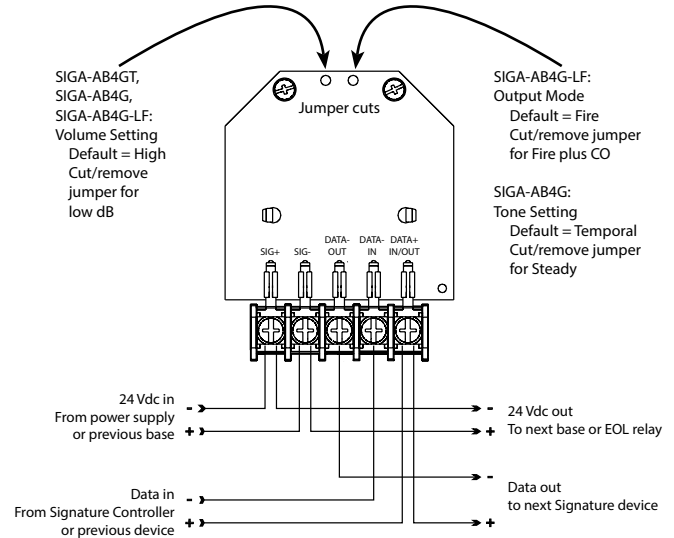 SIGA-AB4GT,
SIGA-AB4G,
SIGA-AB4G-LF:
Volume Setting
Default = High
Cut/remove
jumper for
low dB
Jumper cuts
SIGA-AB4G-LF:
Output Mode
Default = Fire
Cut/remove jumper
for Fire plus CO
SIGA-AB4G:
Tone Setting
Default = Temporal
Cut/remove jumper
for Steady
SIG+
SIG-
DATA-
OUT
DATA-
IN
DATA+
IN/OUT
24 Vdc in
From power supply
or previous base
-
+
-
+
24 Vdc out
To next base or EOL relay
Data in
From Signature Controller
or previous device
-
+
-
+
Data out
to next Signature device